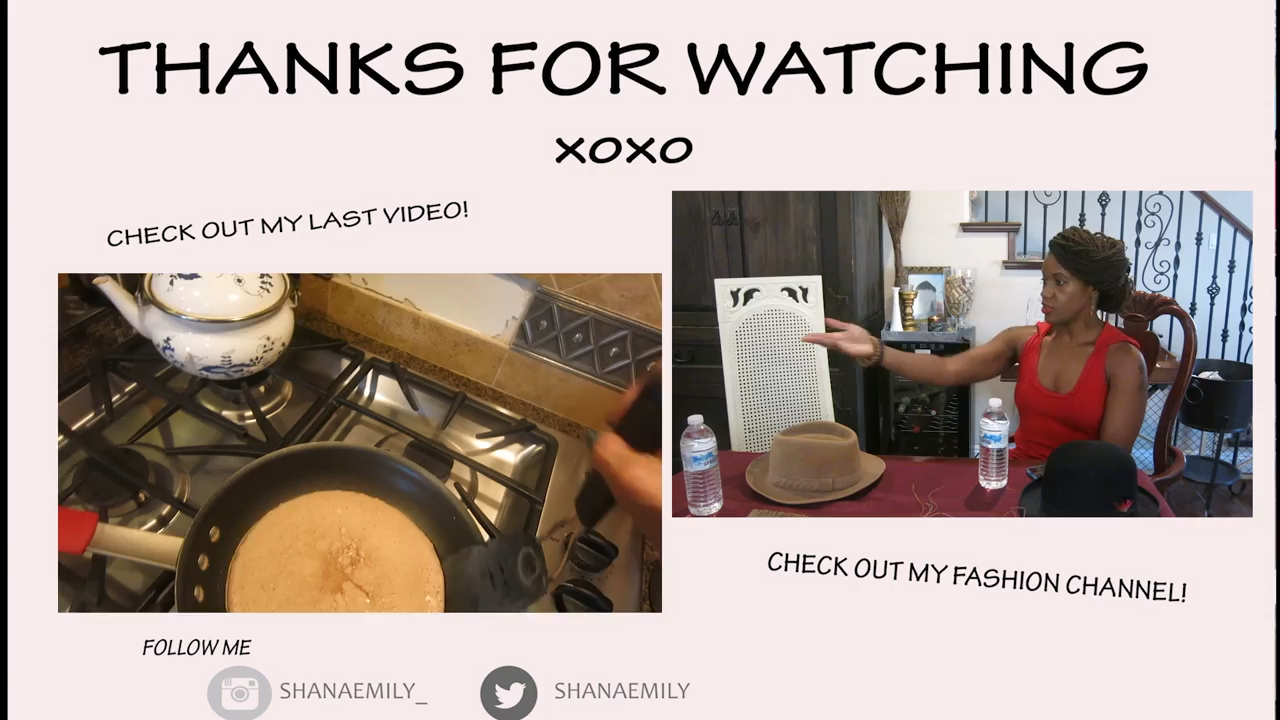 THANKS FOR WATCHING
XOXO
CHECK OUT MY LAST VIDEO!
CHECK OUT MY FASHION CHANNEL!
FOLLOW ME
SHANAEMILY_
SHANAEMILY